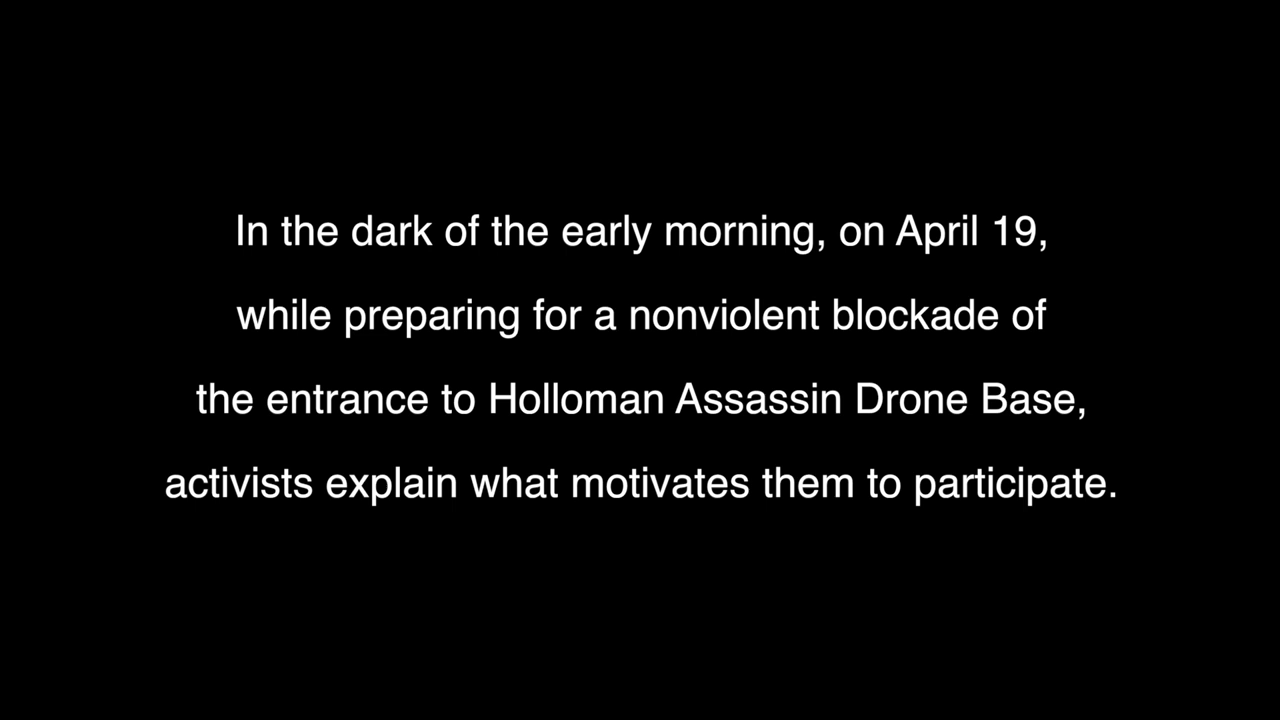 In the dark of the early morning, on April 19,
while preparing for a nonviolent blockade of
the entrance to Holloman Assassin Drone Base,
activists explain what motivates them to participate.